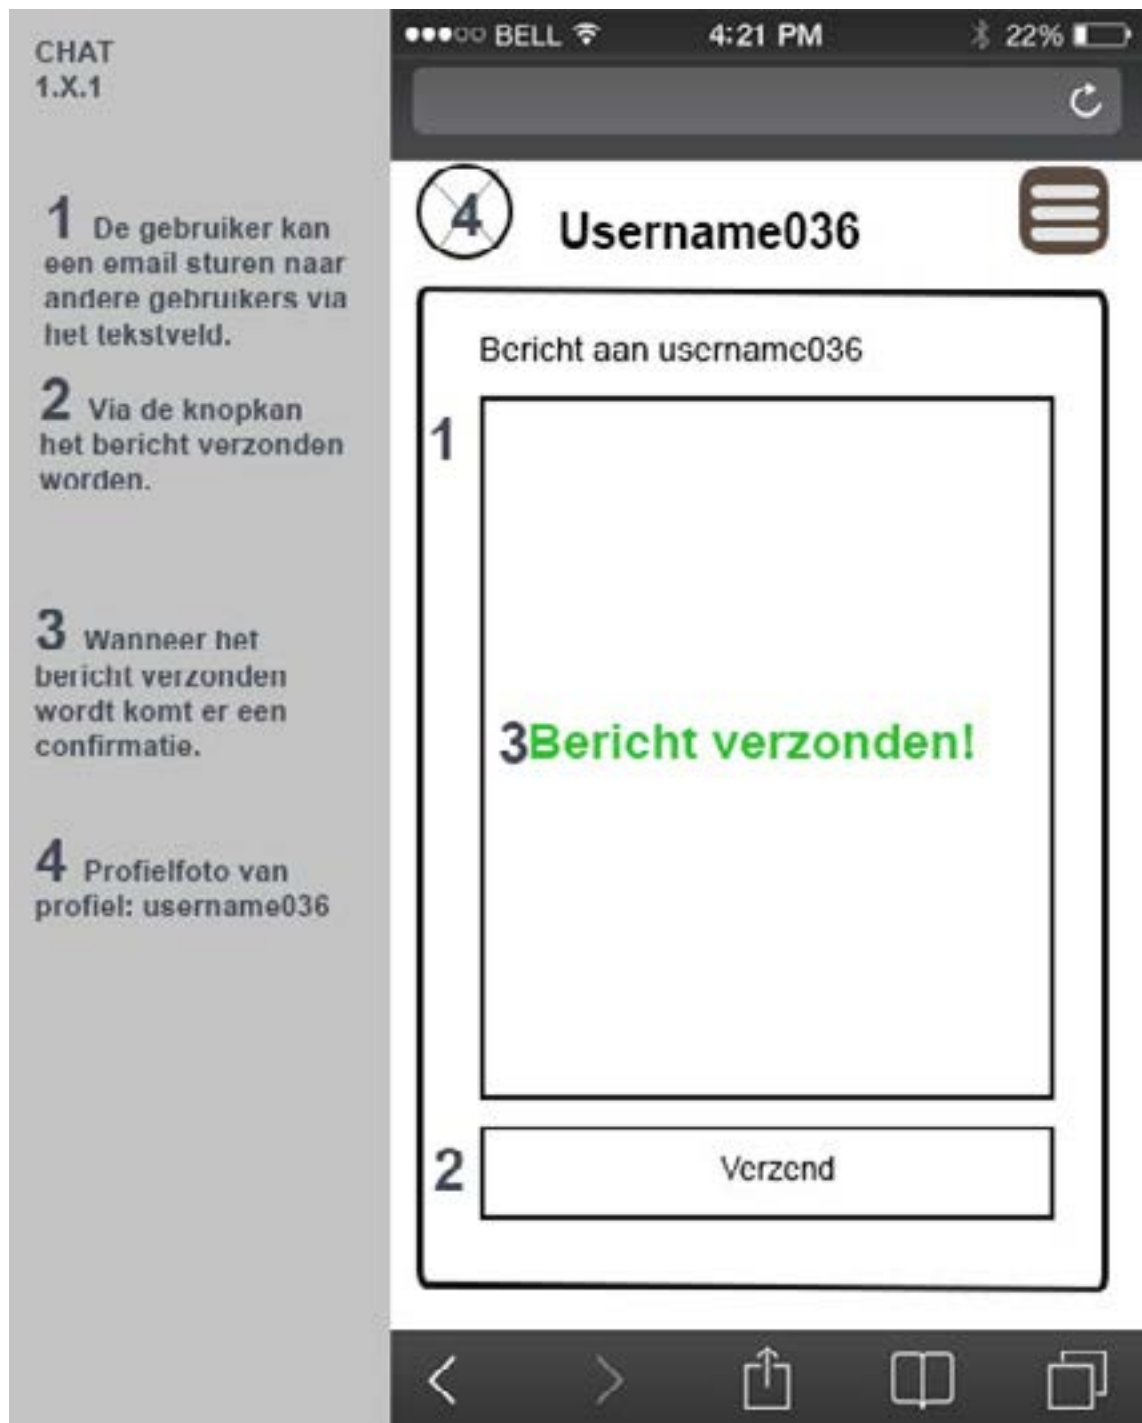 CHAT
1.X.1
1 De gebruiker kan
een email sturen naar
andere gebruikers via
het tekstveld.
2 Via de knopkan
het bericht verzonden
worden.
3 Wanneer het
bericht verzonden
wordt komt er een
confirmatie.
4 Profielfoto van
profiel: username036
BELL 4:21 PM 22%
4 Username036
Bericht aan username036
1
3Bericht verzonden!
2 Verzend